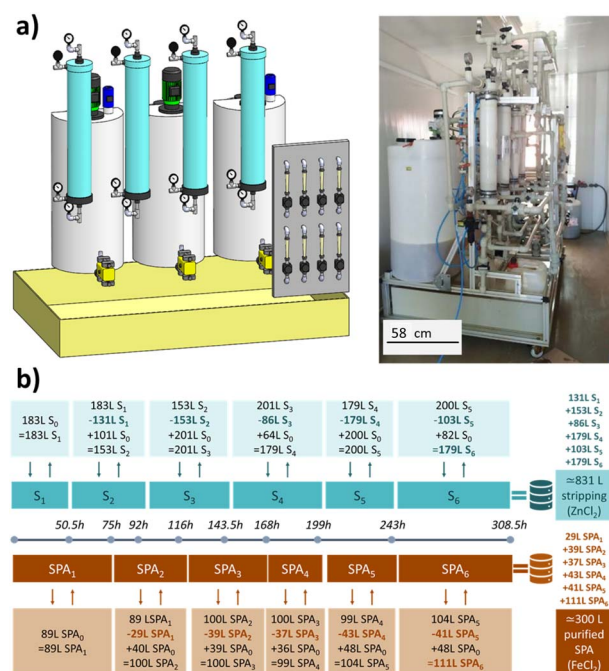 a)
58 cm
b)
183L S₀
=183L S₁
183L S₁
-131L S₁
+101L S₀
=153L S₂
153L S₂
-153L S₂
+201L S₀
=201L S₃
201L S₃
-86L S₃
+64L S₀
=179L S₄
179L S₄
-179L S₄
+200L S₀
=200L S₅
200L S₅
-103L S₅
+82L S₀
=179L S₆
131L S₁
+153L S₂
+86L S₃
+179L S₄
+103L S₅
+179L S₆
S₁
S₂
S₃
S₄
S₅
S₆
≃831 L
stripping
(ZnCl₂)
50.5h
75h
92h
116h
143.5h
168h
199h
243h
308.5h
SPA₁
SPA₂
SPA₃
SPA₄
SPA₅
SPA₆
29L SPA₁
+39L SPA₂
+37L SPA₃
+43L SPA₄
+41L SPA₅
+111L SPA₆
89L SPA₀
=89L SPA₁
89 LSPA₁
-29L SPA₁
+40L SPA₀
=100L SPA₂
100L SPA₂
-39L SPA₂
+39L SPA₀
=100L SPA₃
100L SPA₃
-37L SPA₃
+36L SPA₀
=99L SPA₄
99L SPA₄
-43L SPA₄
+48L SPA₀
=104L SPA₅
104L SPA₅
-41L SPA₅
+48L SPA₀
=111L SPA₆
≃300 L
purified
SPA
(FeCl₂)